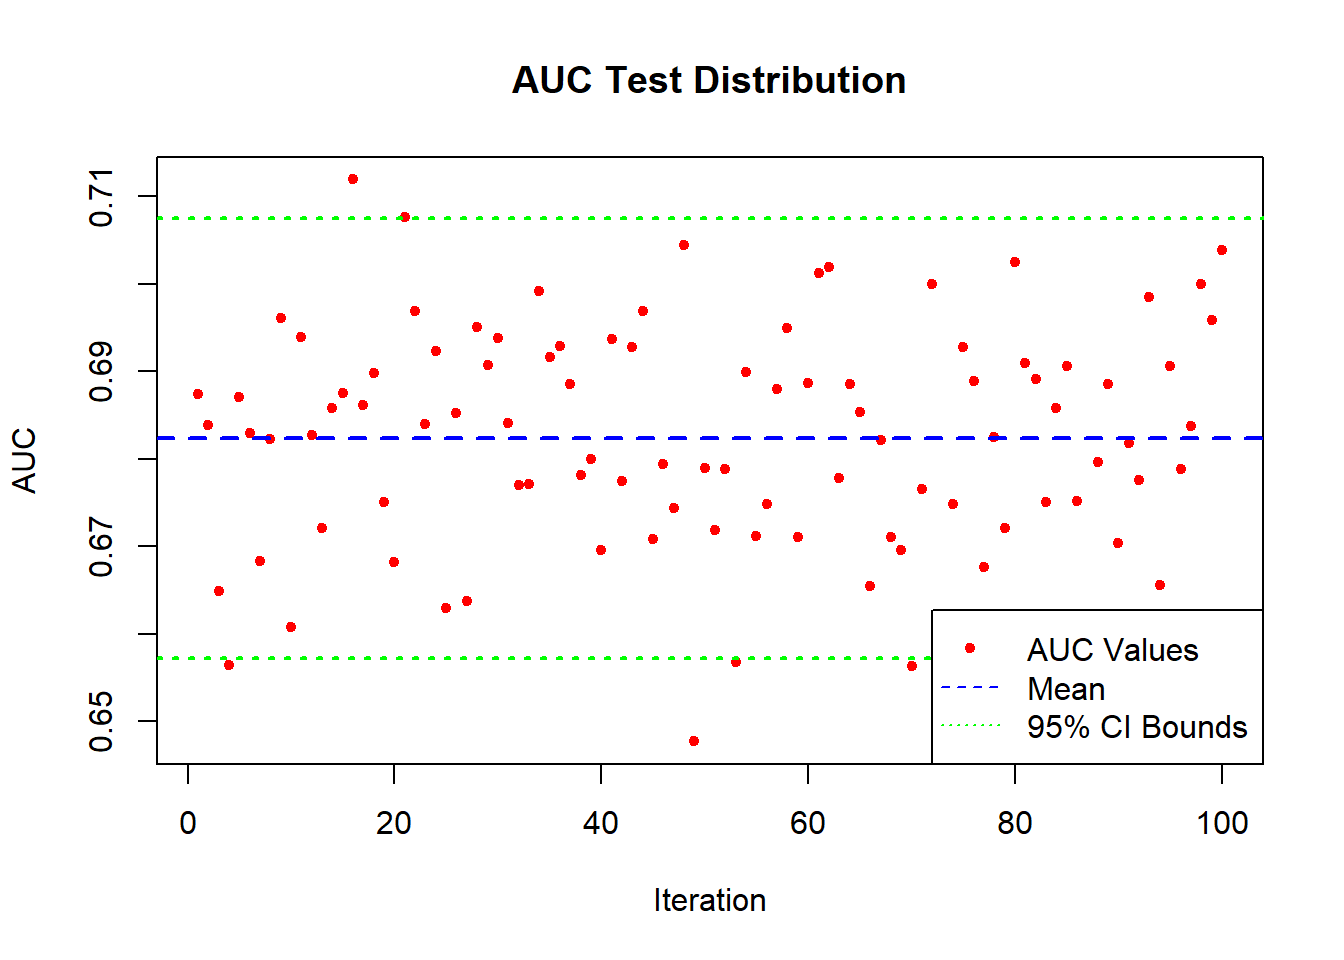 AUC Test Distribution
0.71
0.69
0.67
0.65
AUC
AUC Values
Mean
95% CI Bounds
0 20 40 60 80 100
Iteration